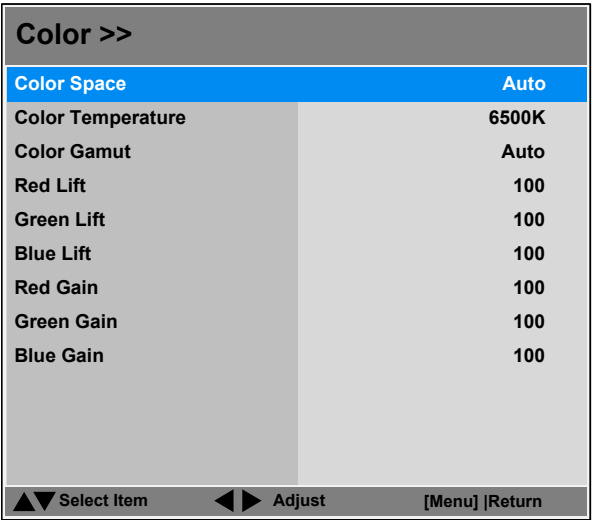 Color >>
Color Space Auto
Color Temperature 6500K
Color Gamut Auto
Red Lift 100
Green Lift 100
Blue Lift 100
Red Gain 100
Green Gain 100
Blue Gain 100
Select Item Adjust [Menu] |Return